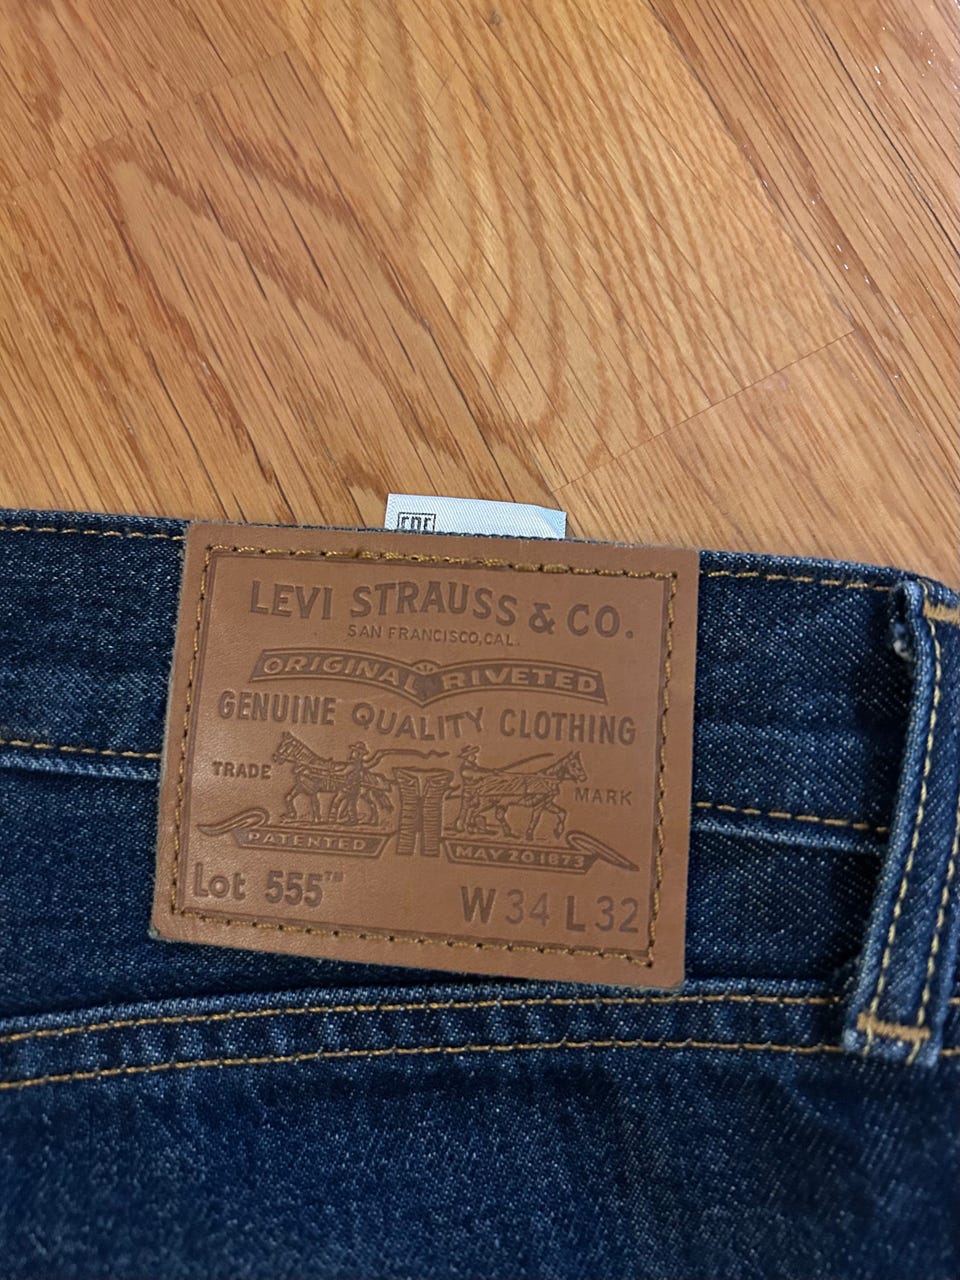 LEVI STRAUSS & CO.
SAN FRANCISCO, CAL.
ORIGINAL RIVETED
GENUINE QUALITY CLOTHING
TRADE MARK
PATENTED MAY 20 1873
Lot 555™ W 34 L 32